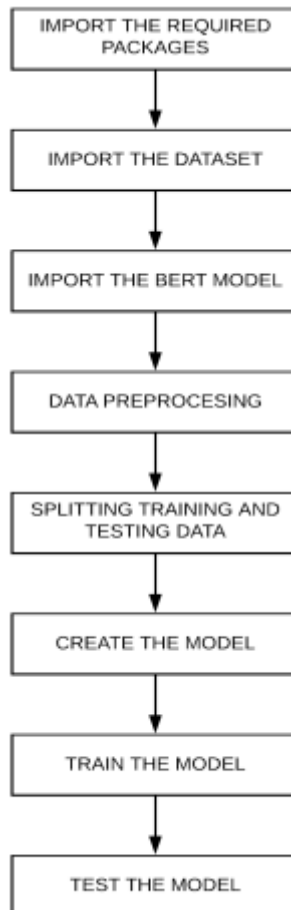 IMPORT THE REQUIRED
PACKAGES
IMPORT THE DATASET
IMPORT THE BERT MODEL
DATA PREPROCESING
SPLITTING TRAINING AND
TESTING DATA
CREATE THE MODEL
TRAIN THE MODEL
TEST THE MODEL